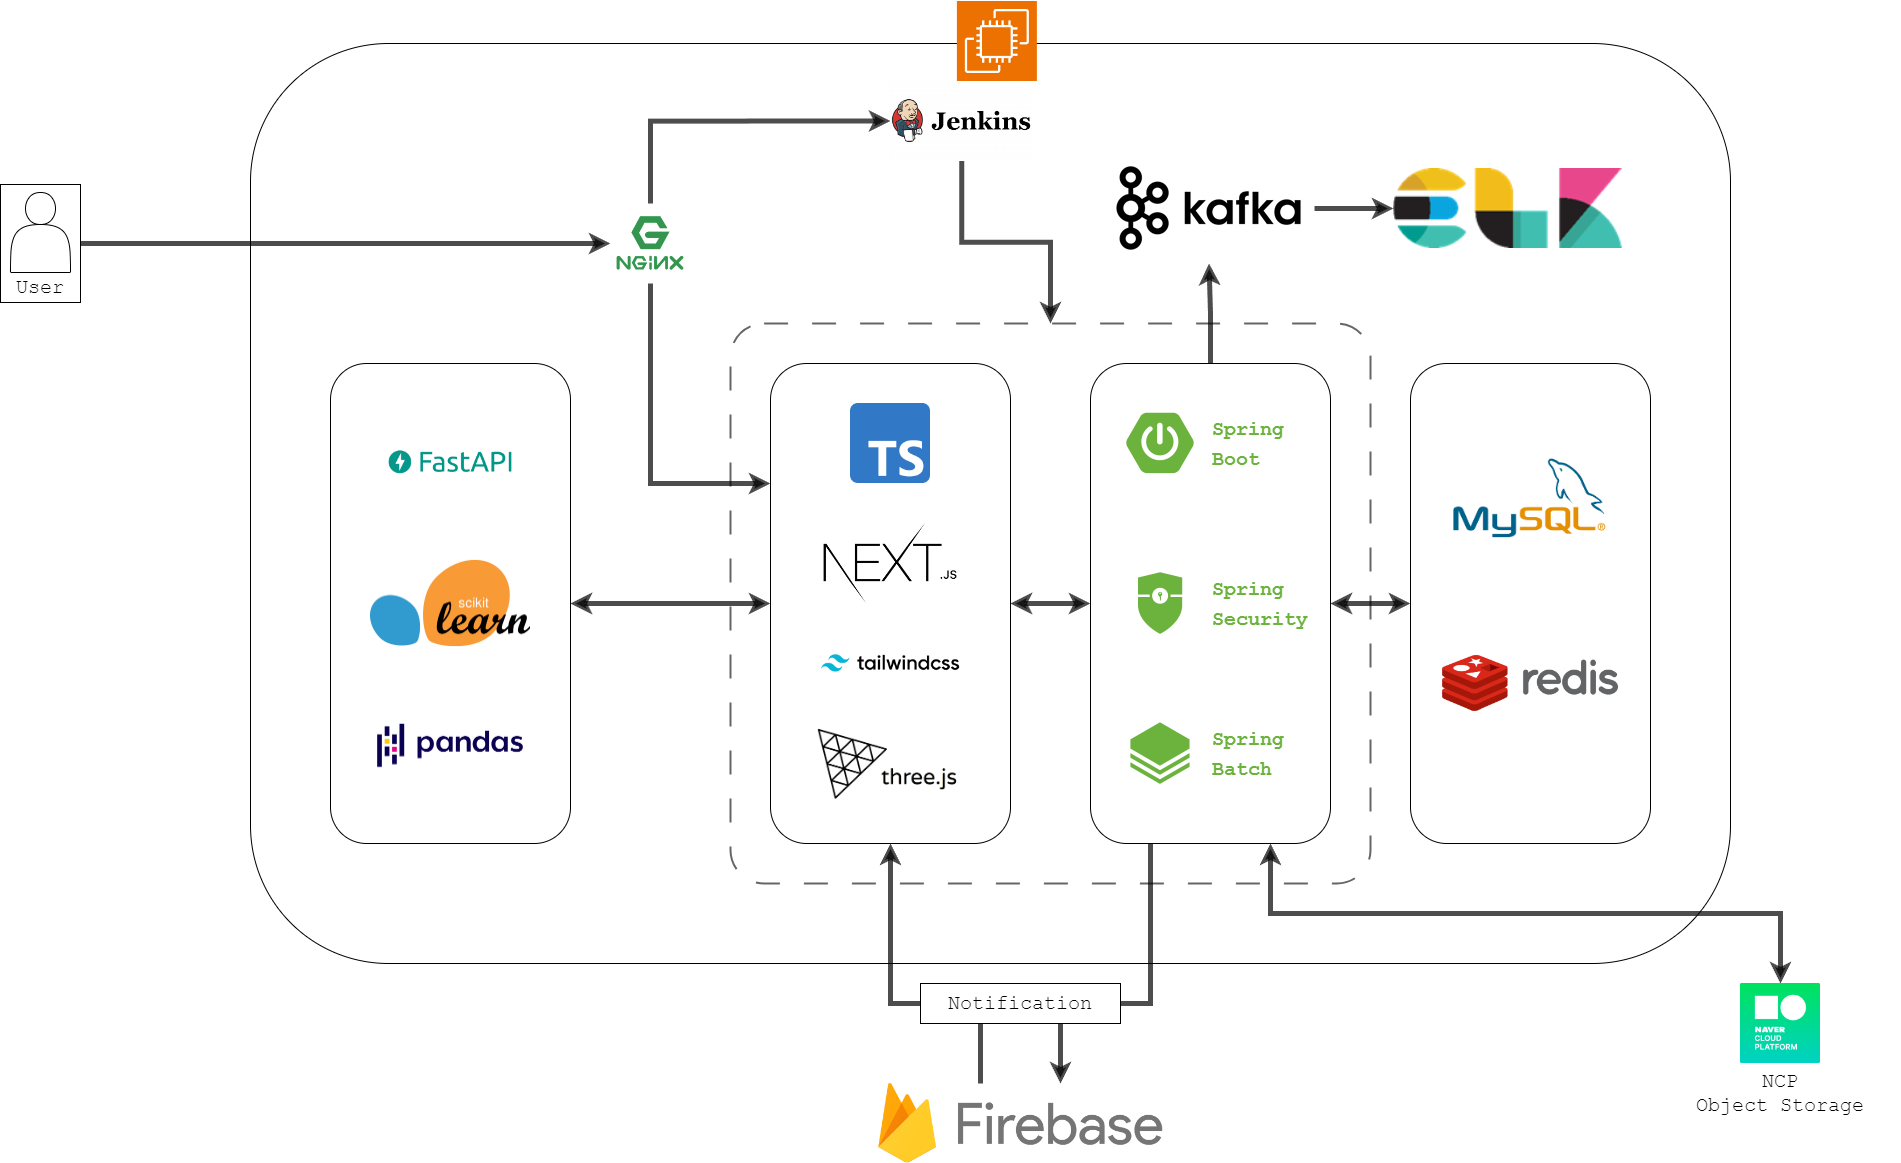 Jenkins
kafka
ELK
User
NGiNX
TS
Spring
Boot
FastAPI
MySQL®
NEXT
.JS
scikit
learn
Spring
Security
tailwindcss
redis
pandas
Spring
Batch
three.js
Notification
NAVER
CLOUD
PLATFORM
NCP
Object Storage
Firebase